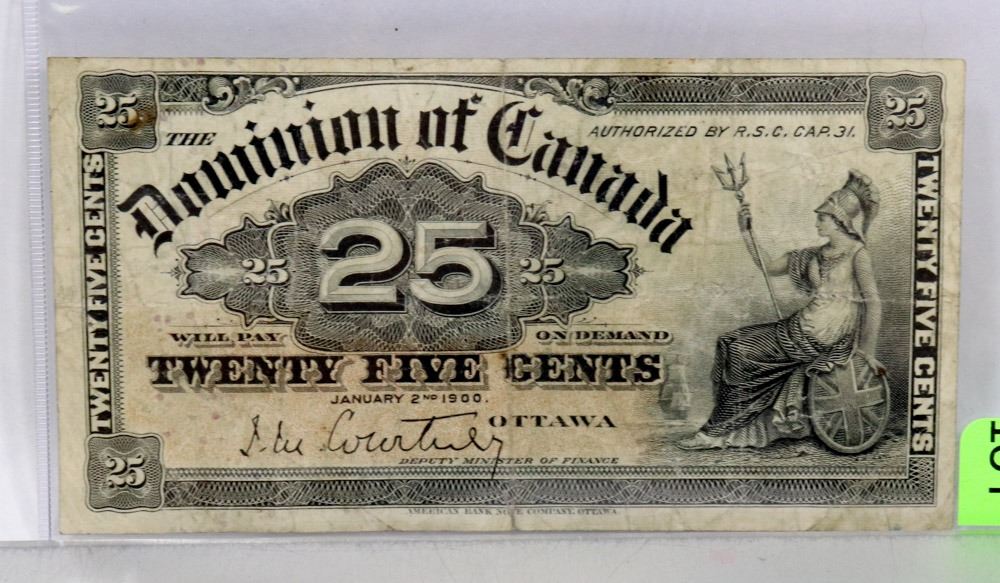 25
25
THE
Dominion of Canada
AUTHORIZED BY R.S.C. CAP. 31.
TWENTY FIVE CENTS
TWENTY FIVE CENTS
25
25
25
WILL PAY
ON DEMAND
TWENTY FIVE CENTS
JANUARY 2ND 1900.
OTTAWA
Courtney
DEPUTY MINISTER OF FINANCE
25
AMERICAN BANK NOTE COMPANY, OTTAWA.